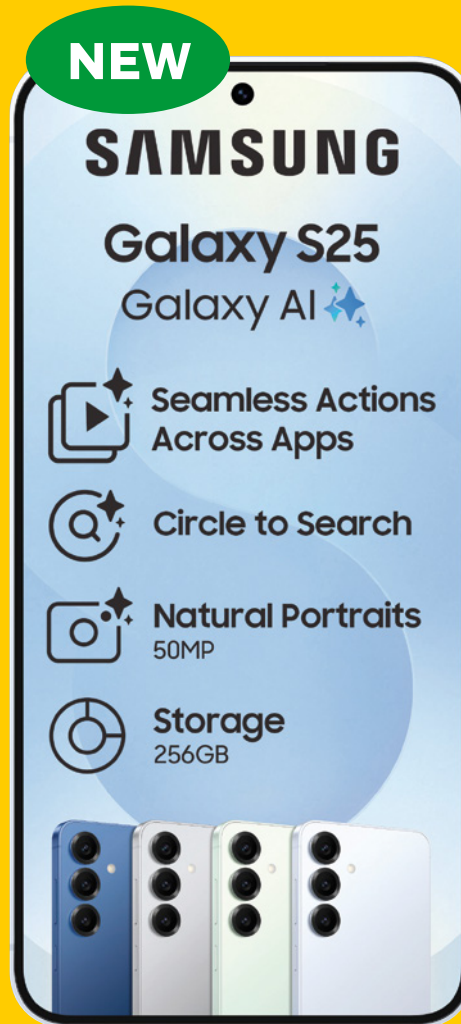 NEW
SAMSUNG
Galaxy S25
Galaxy AI
Seamless Actions
Across Apps
Circle to Search
Natural Portraits
50MP
Storage
256GB